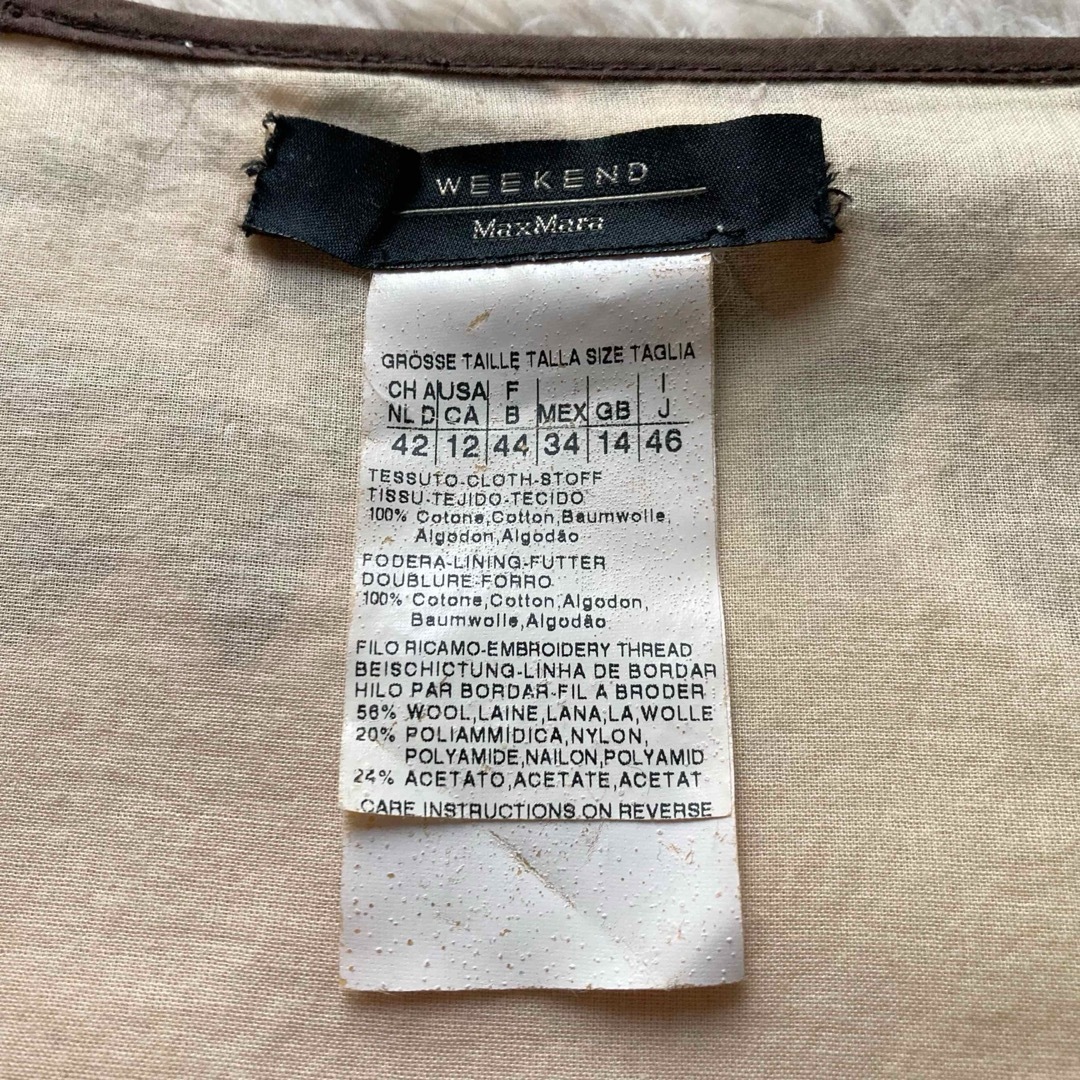 WEEKEND
MaxMara
GRÖSSE TAILLE TALLA SIZE TAGLIA
CH A USA F I
NL D CA B MEX GB J
42 12 44 34 14 46
TESSUTO-CLOTH-STOFF
TISSU-TEJIDO-TECIDO
100% Cotone,Cotton,Baumwolle,
Algodon,Algodão
FODERA-LINING-FUTTER
DOUBLURE-FORRO
100% Cotone,Cotton,Algodon,
Baumwolle,Algodão
FILO RICAMO-EMBROIDERY THREAD
BEISCHICTUNG-LINHA DE BORDAR
HILO PAR BORDAR-FIL A BRODER
56% WOOL,LAINE,LANA,LA,WOLLE
20% POLIAMMIDICA,NYLON,
POLYAMIDE,NAILON,POLYAMID
24% ACETATO,ACETATE,ACETAT
CARE INSTRUCTIONS ON REVERSE